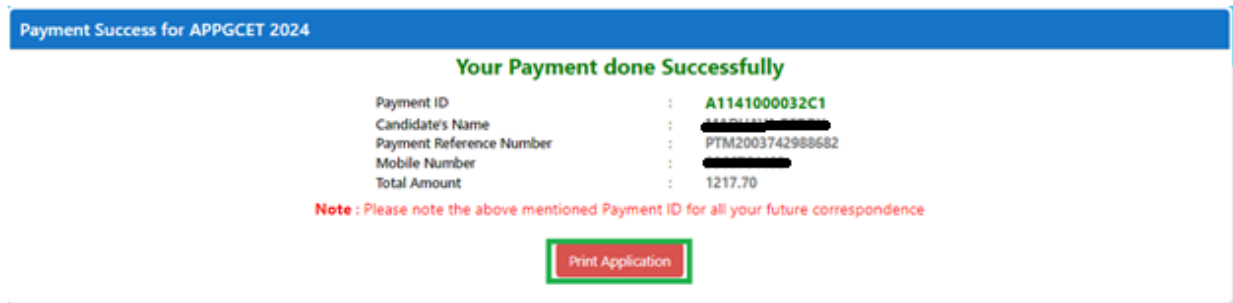 Payment Success for APPGCET 2024
Your Payment done Successfully
Payment ID : A1141000032C1
Candidate's Name :
Payment Reference Number : PTM2003742988682
Mobile Number :
Total Amount : 1217.70
Note : Please note the above mentioned Payment ID for all your future correspondence
Print Application